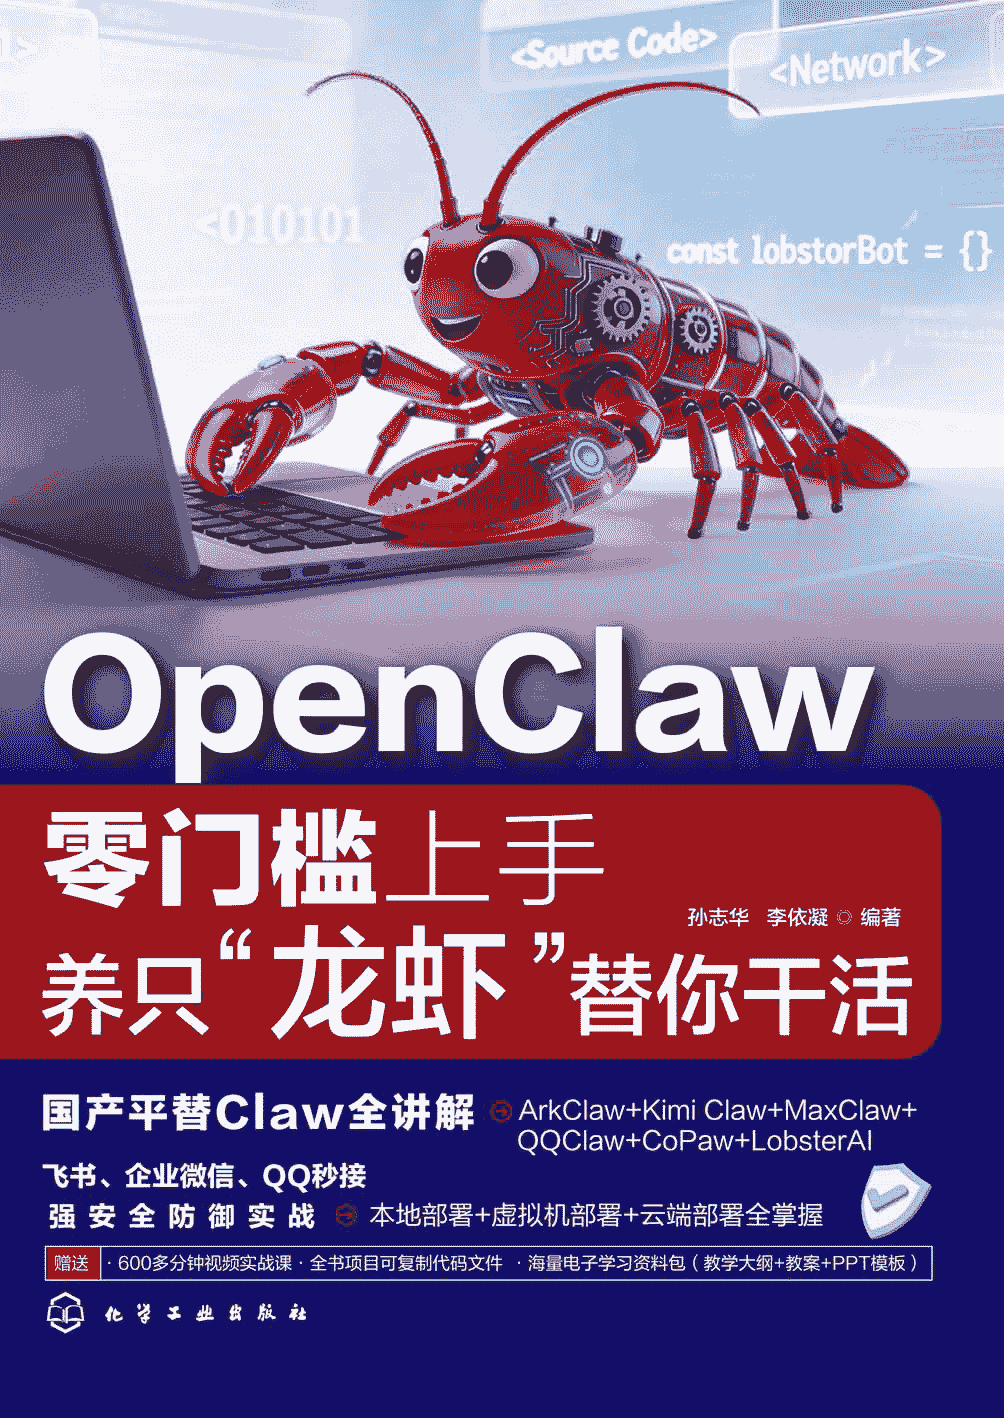 <Source Code>
<Network>
<010101
const lobstorBot = {}
OpenClaw
零门槛上手
孙志华 李依凝 ◎ 编著
养只“龙虾”替你干活
国产平替Claw全讲解 ArkClaw+Kimi Claw+MaxClaw+
QQClaw+CoPaw+LobsterAI
飞书、企业微信、QQ秒接
强安全防御实战 本地部署+虚拟机部署+云端部署全掌握
赠送 ·600多分钟视频实战课 ·全书项目可复制代码文件 ·海量电子学习资料包（教学大纲+教案+PPT模板）
化学工业出版社